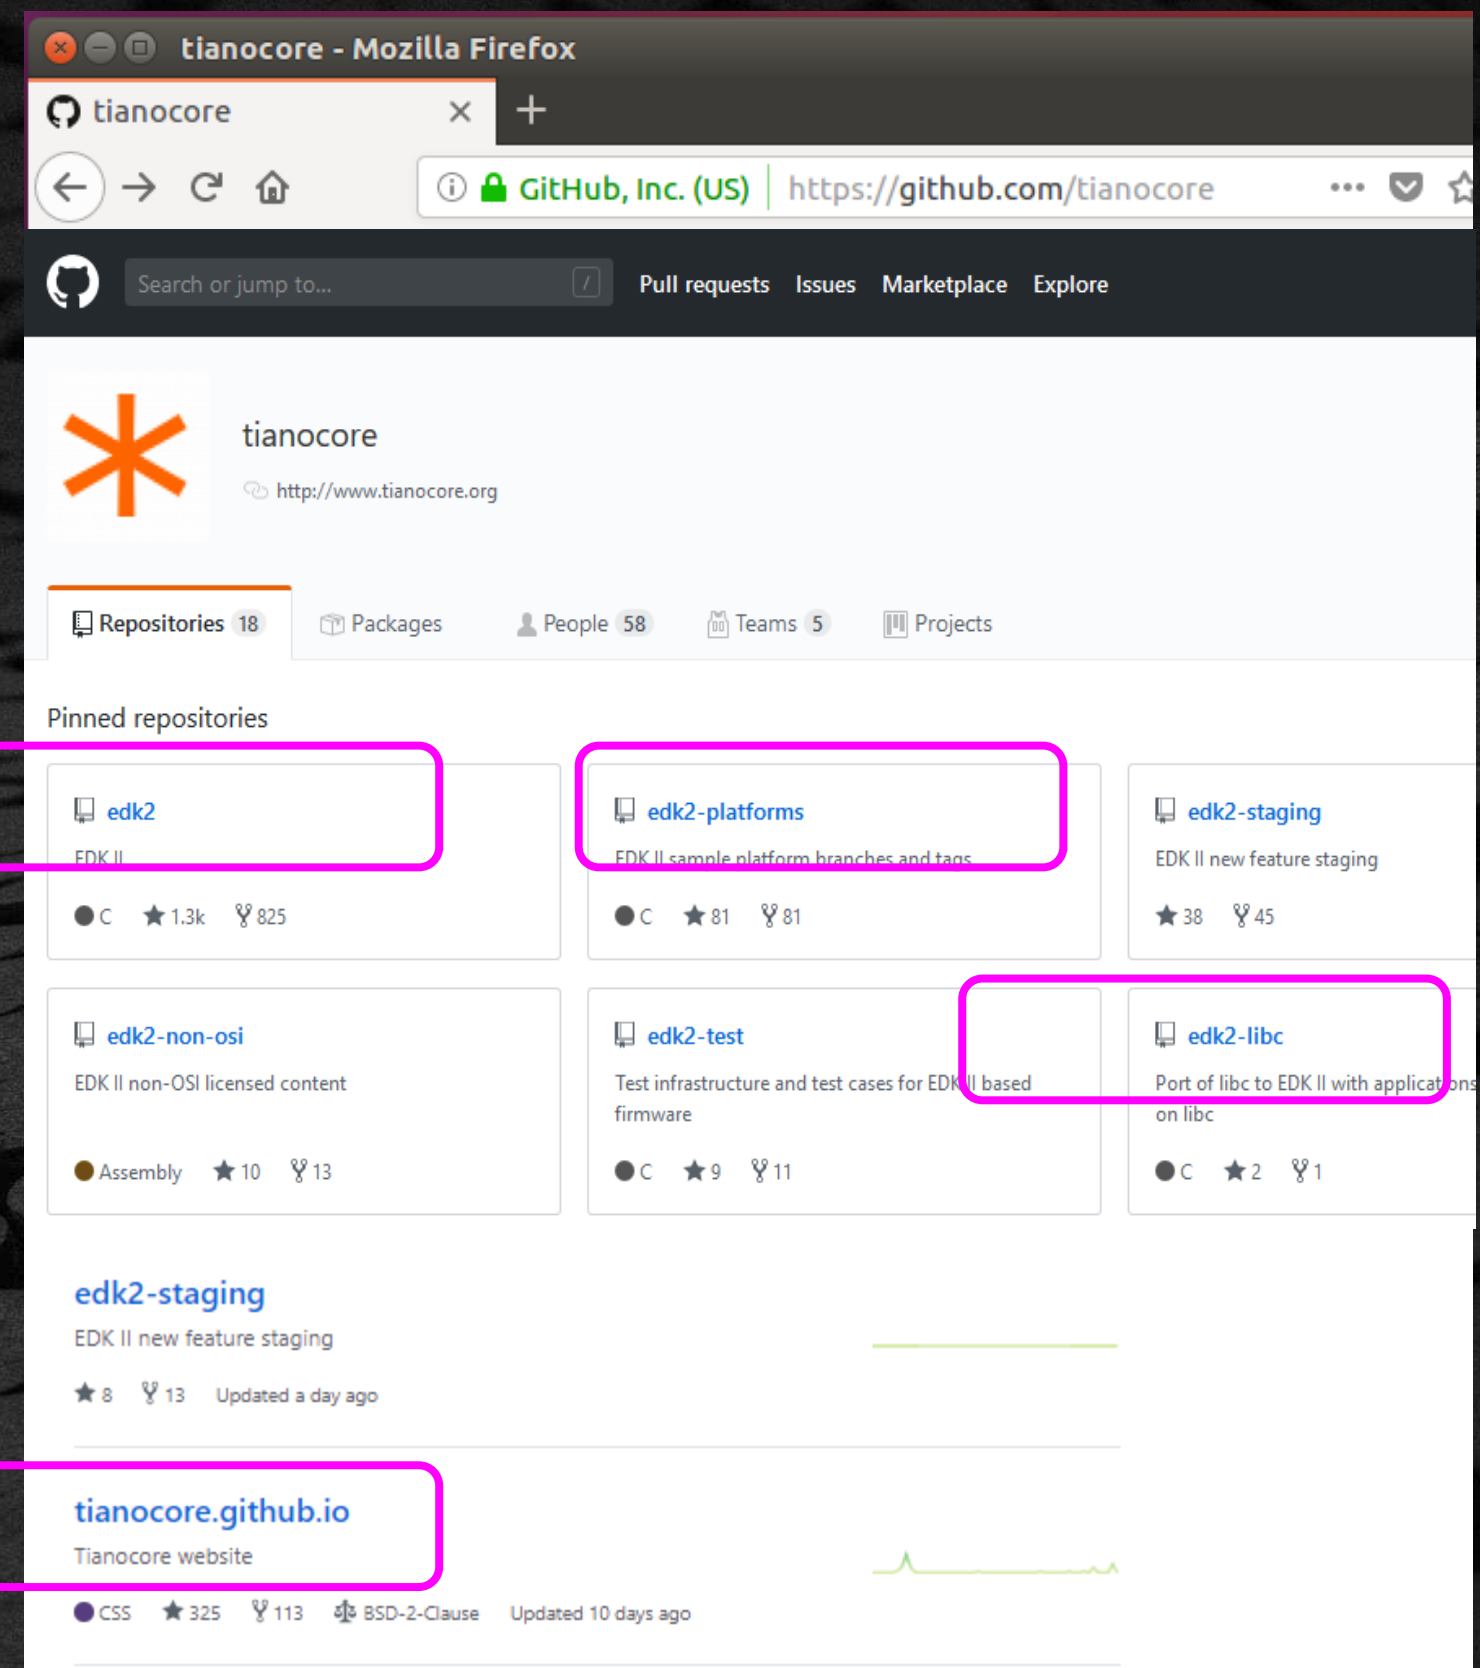 tianocore - Mozilla Firefox
tianocore
GitHub, Inc. (US) https://github.com/tianocore
Search or jump to... / Pull requests Issues Marketplace Explore
tianocore
http://www.tianocore.org
Repositories 18 Packages People 58 Teams 5 Projects
Pinned repositories
edk2
EDK II
C 1.3k 825
edk2-platforms
EDK II sample platform branches and tags
C 81 81
edk2-staging
EDK II new feature staging
38 45
edk2-non-osi
EDK II non-OSI licensed content
Assembly 10 13
edk2-test
Test infrastructure and test cases for EDK II based
firmware
C 9 11
edk2-libc
Port of libc to EDK II with applications
on libc
C 2 1
edk2-staging
EDK II new feature staging
8 13 Updated a day ago
tianocore.github.io
Tianocore website
CSS 325 113 BSD-2-Clause Updated 10 days ago